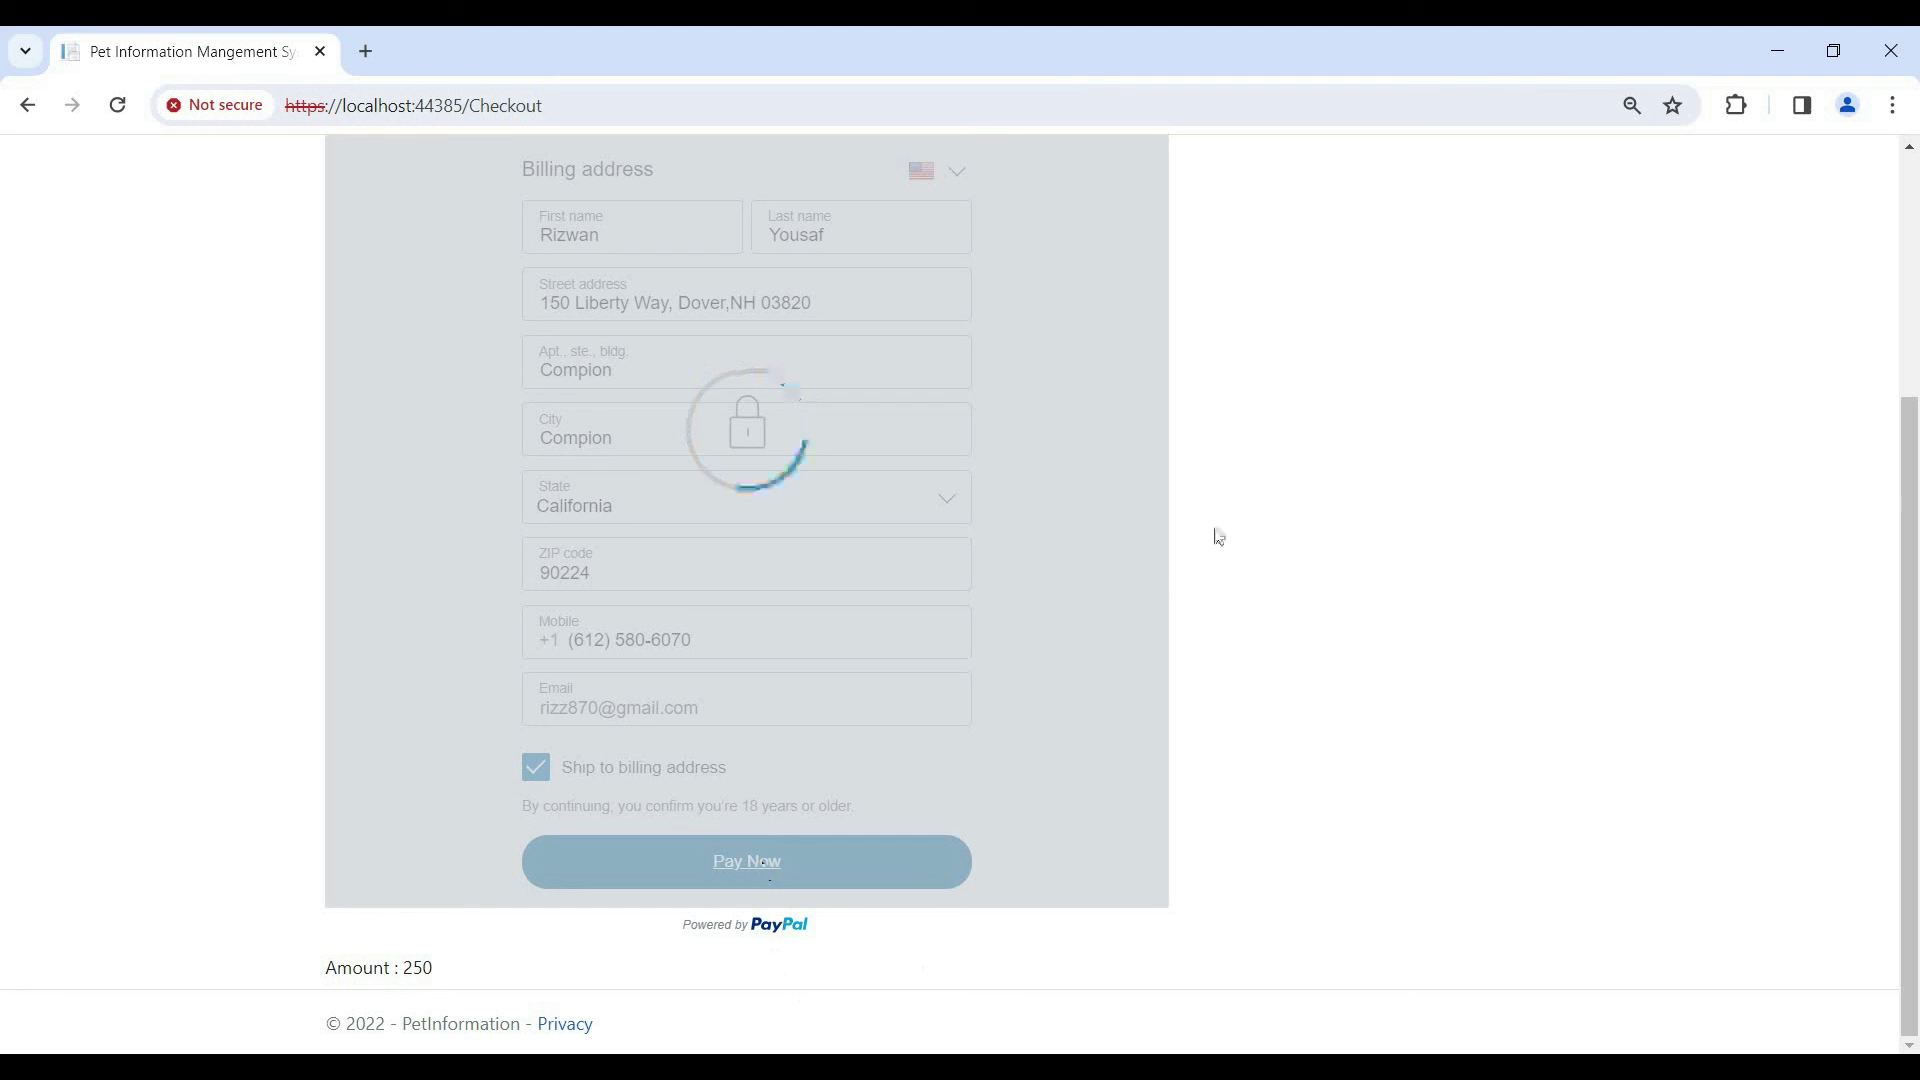 Pet Information Mangement Sy
Not secure
https://localhost:44385/Checkout
Billing address
First name
Rizwan
Last name
Yousaf
Street address
150 Liberty Way, Dover,NH 03820
Apt., ste., bldg.
Compion
City
Compion
State
California
ZIP code
90224
Mobile
+1 (612) 580-6070
Email
rizz870@gmail.com
Ship to billing address
By continuing, you confirm you're 18 years or older.
Pay Now
Powered by PayPal
Amount : 250
© 2022 - PetInformation - Privacy